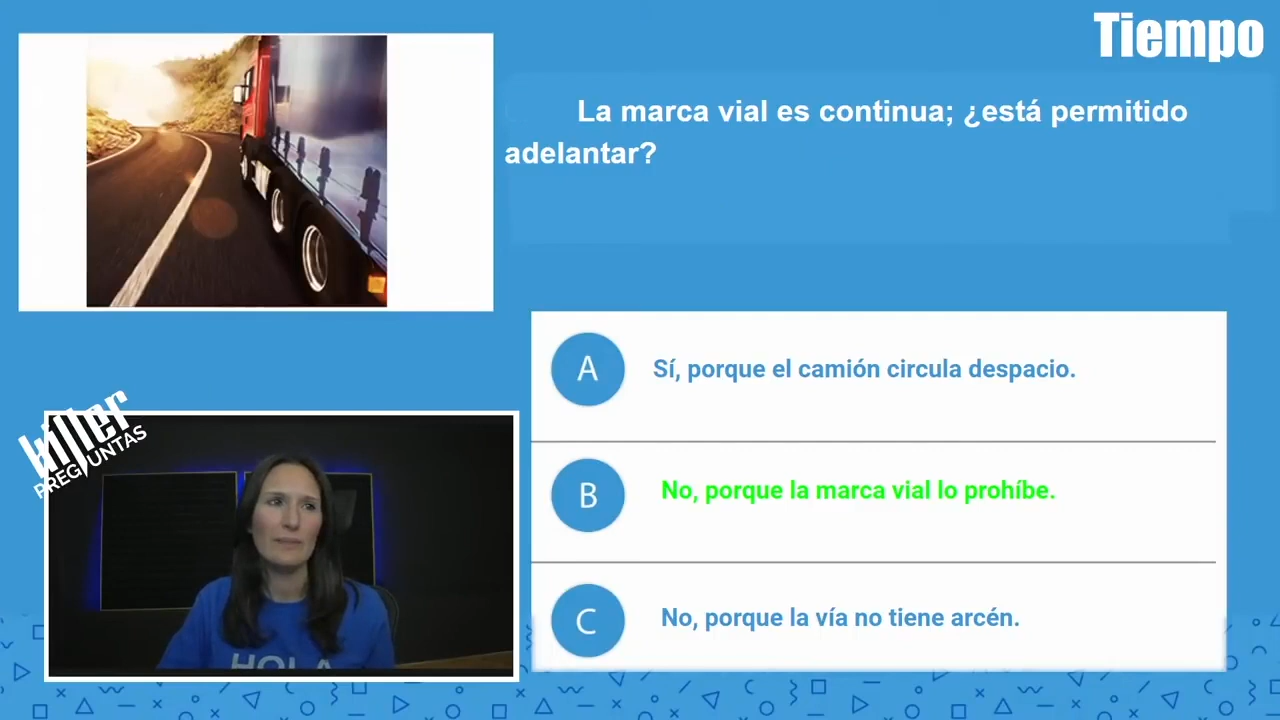 Tiempo
La marca vial es continua; ¿está permitido
adelantar?
A
Sí, porque el camión circula despacio.
B
No, porque la marca vial lo prohíbe.
C
No, porque la vía no tiene arcén.
killer
PREGUNTAS
HOLA